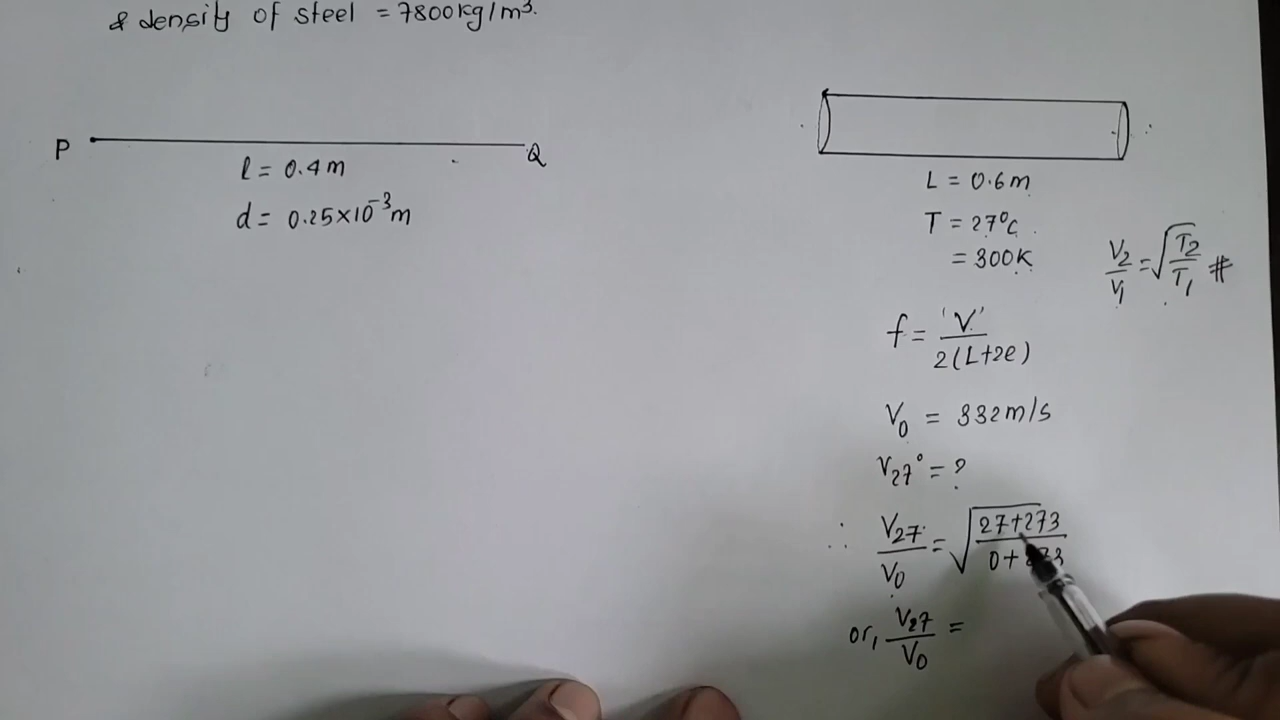 & density of steel = 7800kg/m³.
P
Q
l = 0.4m
d = 0.25×10⁻³m
L = 0.6m
T = 27°C
= 300K
V₂/V₁ = √T₂/T₁ #
f = 'V'/2(L+2e)
V₀ = 332m/s
V₂₇° = ?
∴ V₂₇/V₀ = √27+273/0+273
or, V₂₇/V₀ =